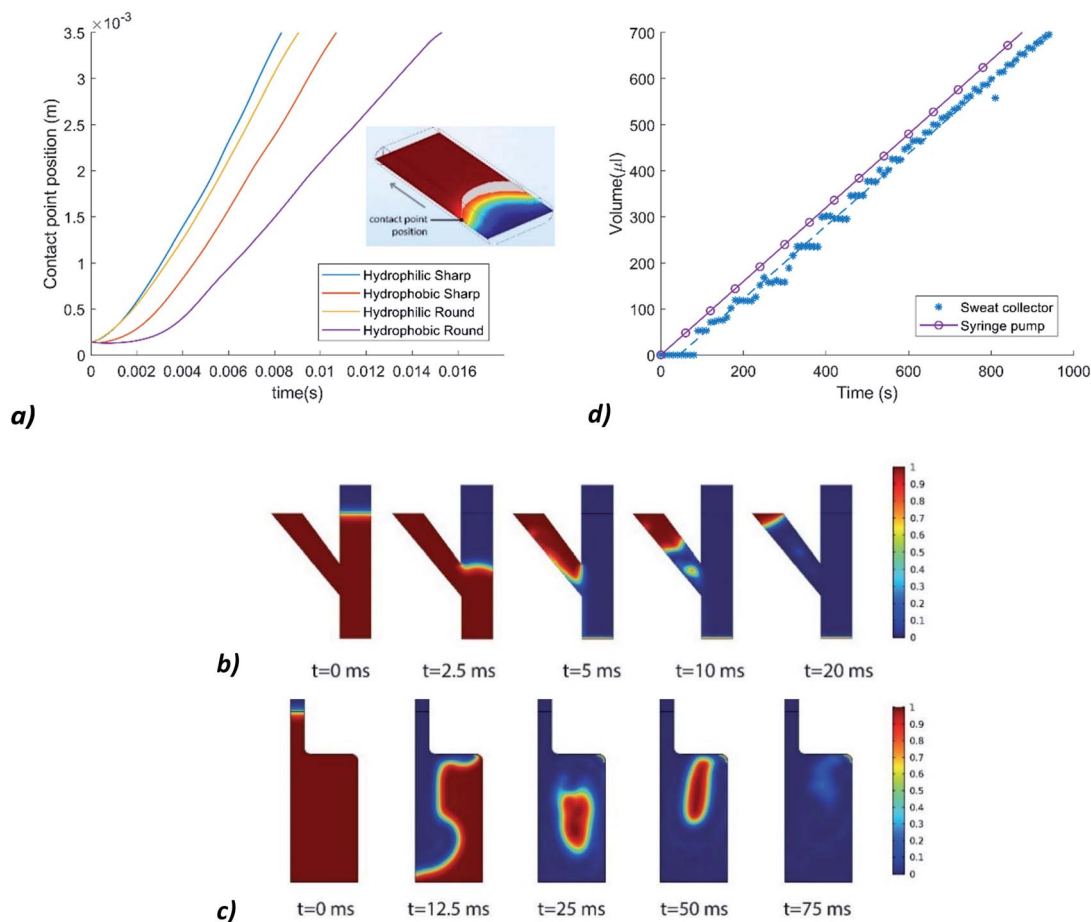 ×10⁻³
3.5
3
2.5
2
1.5
1
0.5
0
Contact point position (m)
contact point
position
Hydrophilic Sharp
Hydrophobic Sharp
Hydrophilic Round
Hydrophobic Round
0 0.002 0.004 0.006 0.008 0.01 0.012 0.014 0.016
time(s)
a)
700
600
500
400
300
200
100
0
Volume(µl)
Sweat collector
Syringe pump
0 200 400 600 800 1000
Time (s)
d)
1
0.9
0.8
0.7
0.6
0.5
0.4
0.3
0.2
0.1
0
b)
t=0 ms t=2.5 ms t=5 ms t=10 ms t=20 ms
1
0.9
0.8
0.7
0.6
0.5
0.4
0.3
0.2
0.1
0
c)
t=0 ms t=12.5 ms t=25 ms t=50 ms t=75 ms